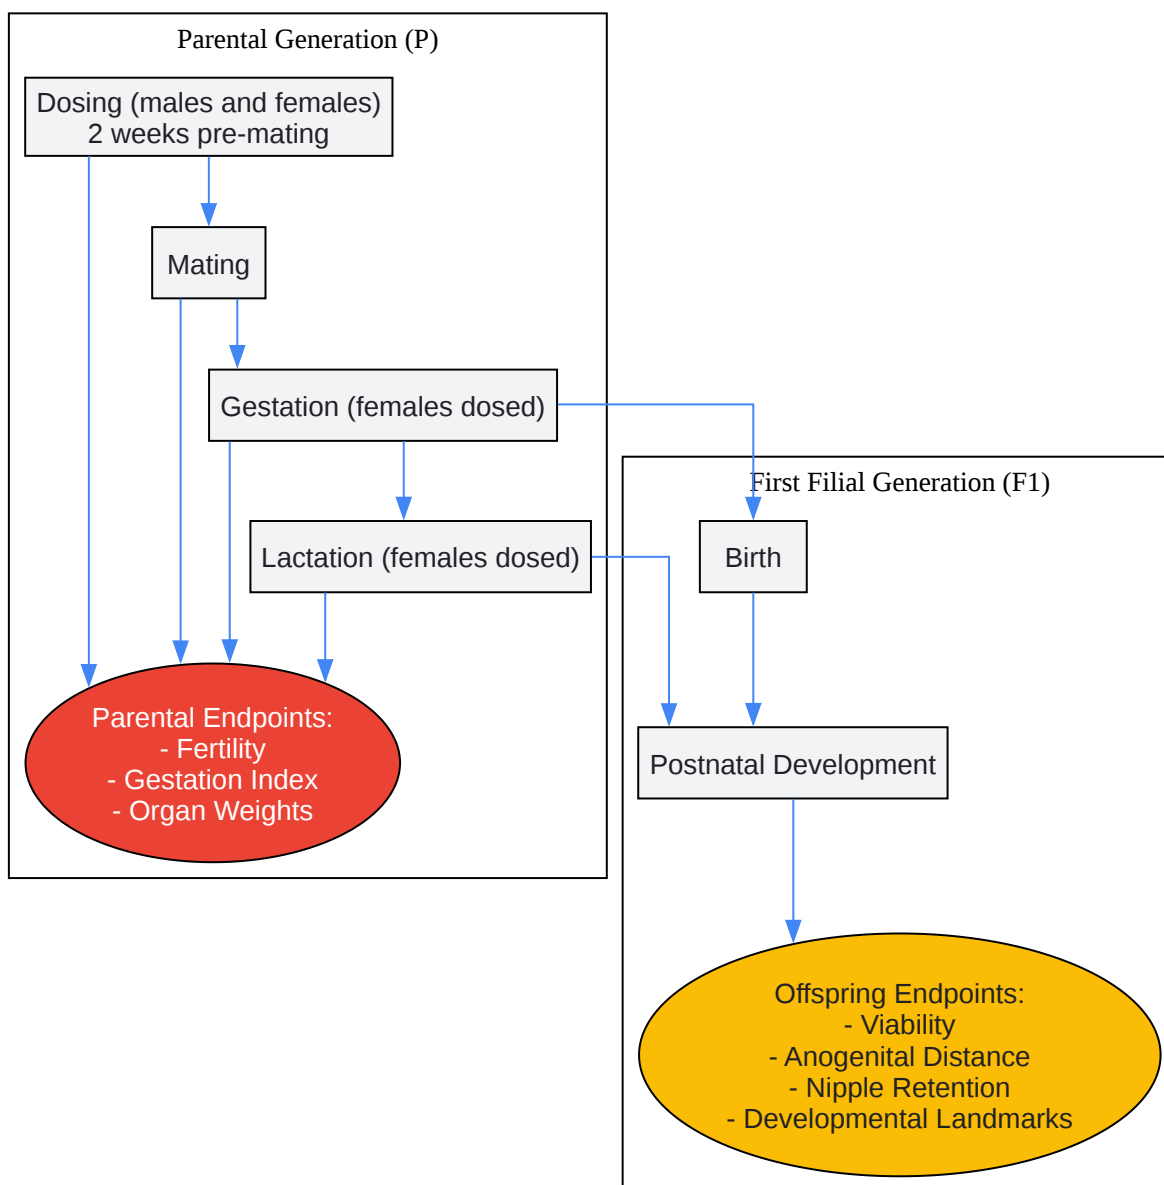 Parental Generation (P)
Dosing (males and females)
2 weeks pre-mating
Mating
Gestation (females dosed)
Lactation (females dosed)
Parental Endpoints:
- Fertility
- Gestation Index
- Organ Weights
First Filial Generation (F1)
Birth
Postnatal Development
Offspring Endpoints:
- Viability
- Anogenital Distance
- Nipple Retention
- Developmental Landmarks